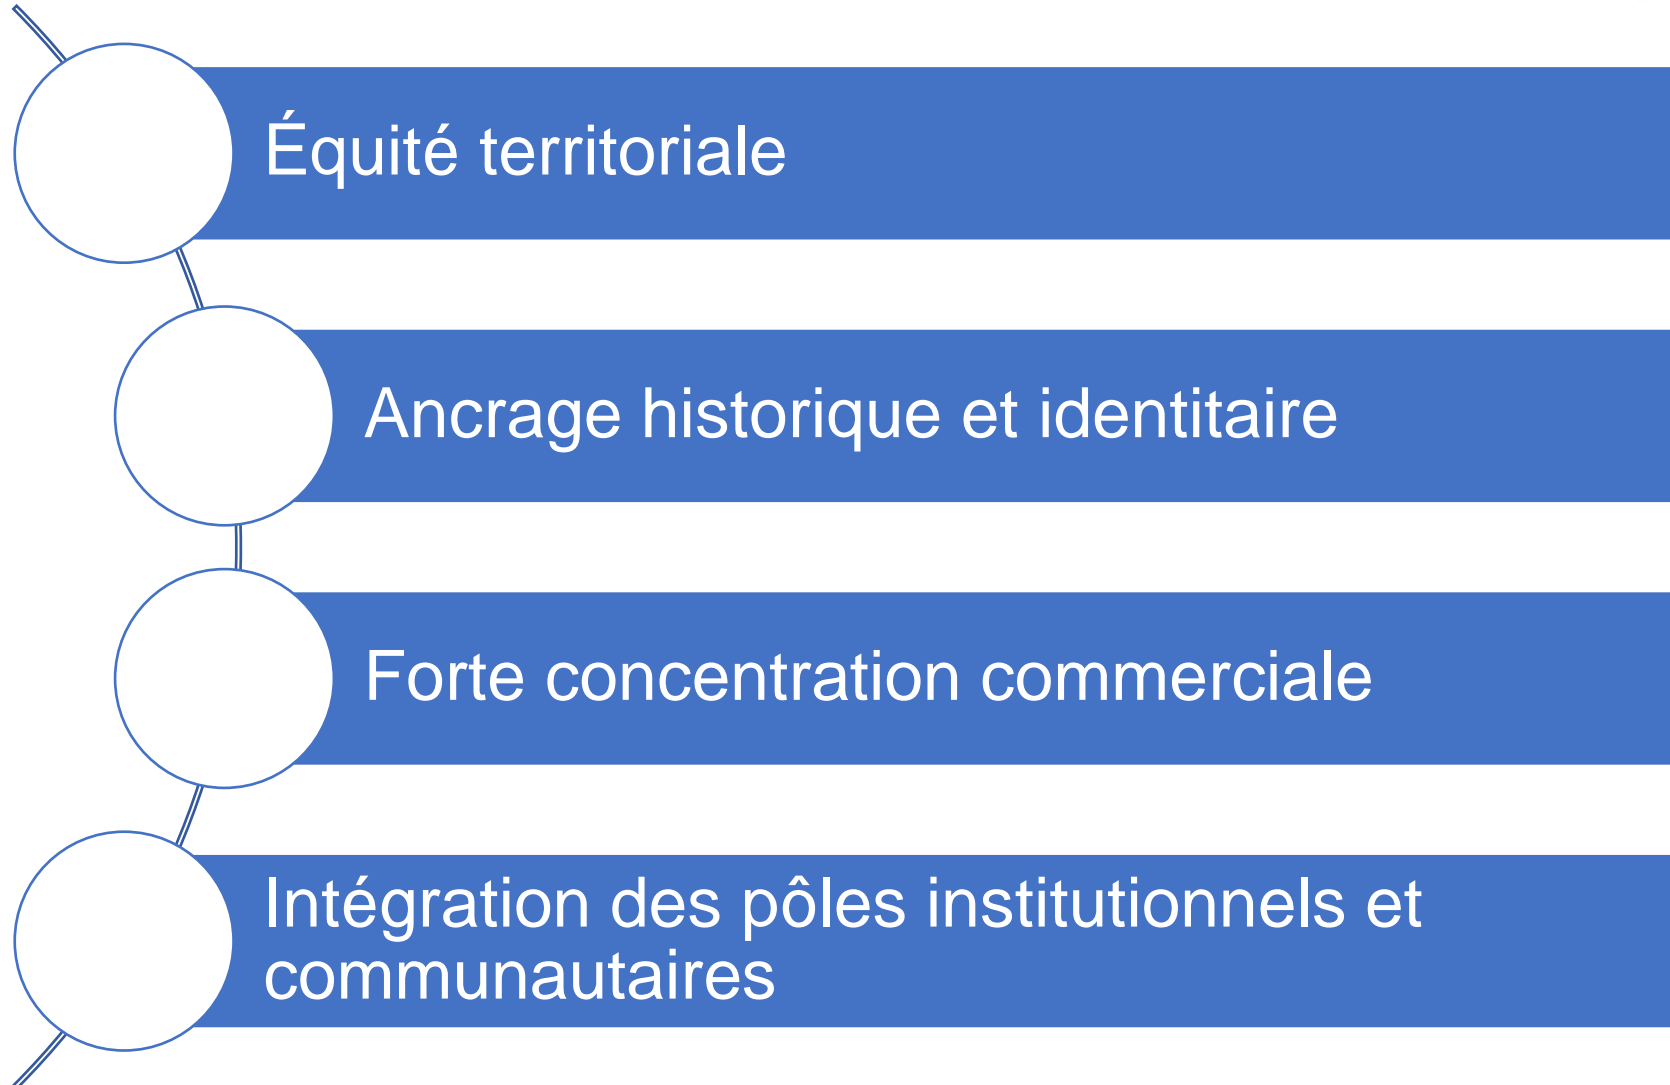 Équité territoriale
Ancrage historique et identitaire
Forte concentration commerciale
Intégration des pôles institutionnels et
communautaires